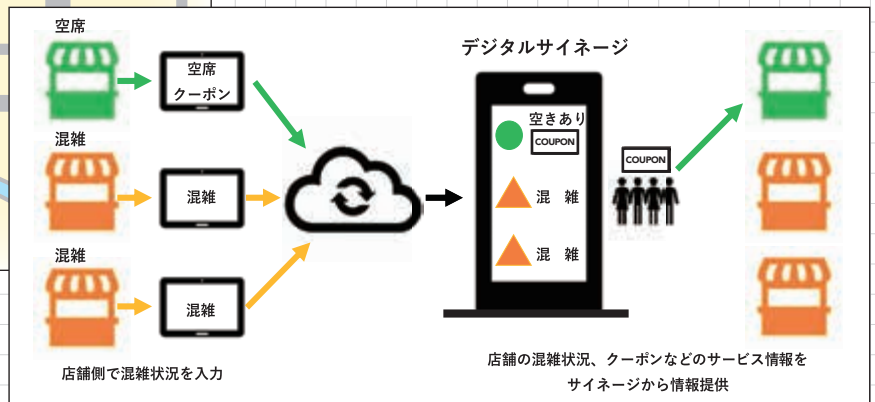 空席
空席
クーポン
混雑
混雑
混雑
混雑
店舗側で混雑状況を入力
デジタルサイネージ
空きあり
COUPON
混　雑
混　雑
COUPON
店舗の混雑状況、クーポンなどのサービス情報を
サイネージから情報提供